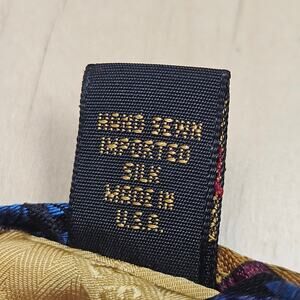 HAND SEWN
IMPORTED
SILK
MADE IN
U.S.A.